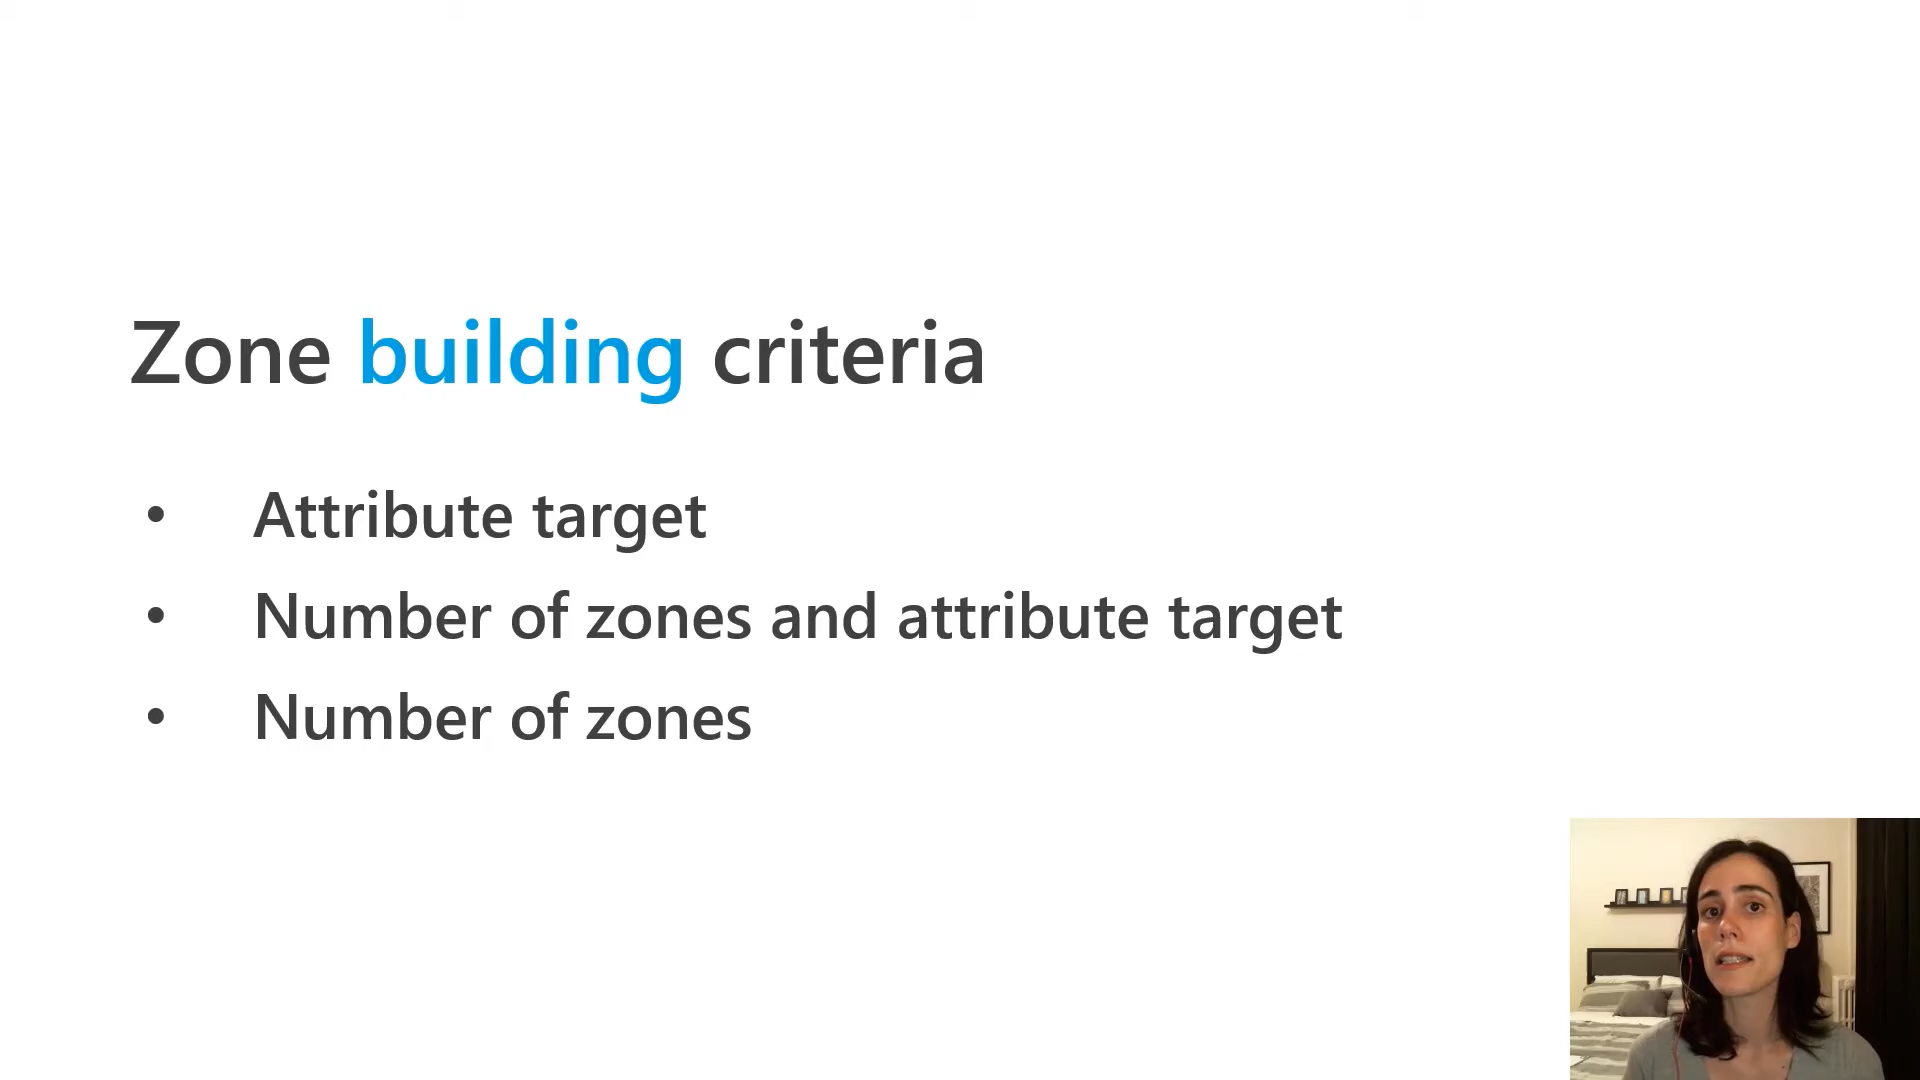 Zone building criteria
• Attribute target
• Number of zones and attribute target
• Number of zones